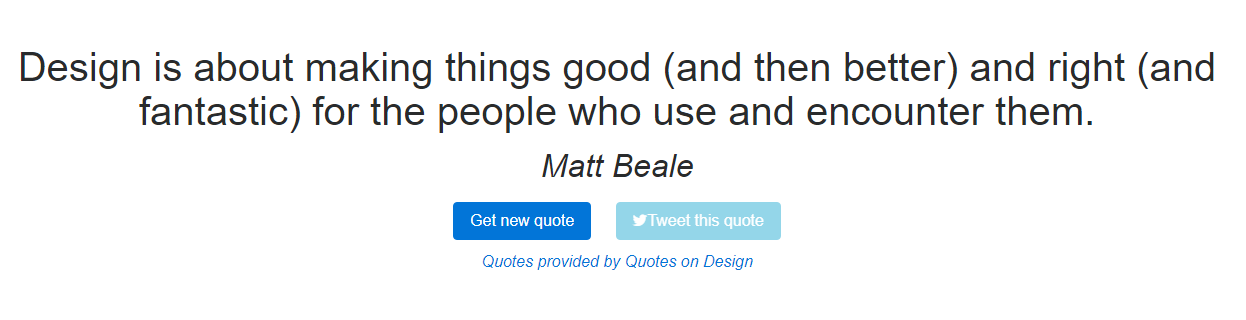 Design is about making things good (and then better) and right (and
fantastic) for the people who use and encounter them.
Matt Beale
Get new quote
Tweet this quote
Quotes provided by Quotes on Design